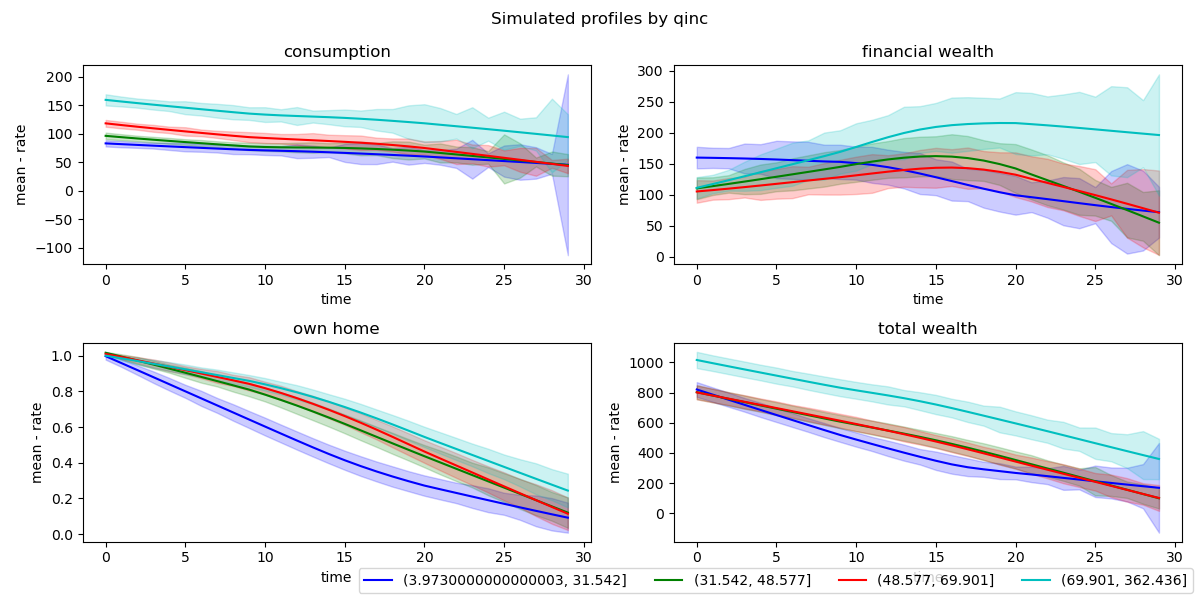 Simulated profiles by qinc
consumption
mean - rate
200
150
100
50
0
−50
−100
0 5 10 15 20 25 30
time
financial wealth
mean - rate
300
250
200
150
100
50
0
0 5 10 15 20 25 30
time
own home
mean - rate
1.0
0.8
0.6
0.4
0.2
0.0
0 5 10 15 20 25 30
time
total wealth
mean - rate
1000
800
600
400
200
0
0 5 10 15 20 25 30
time
(3.9730000000000003, 31.542] (31.542, 48.577] (48.577, 69.901] (69.901, 362.436]